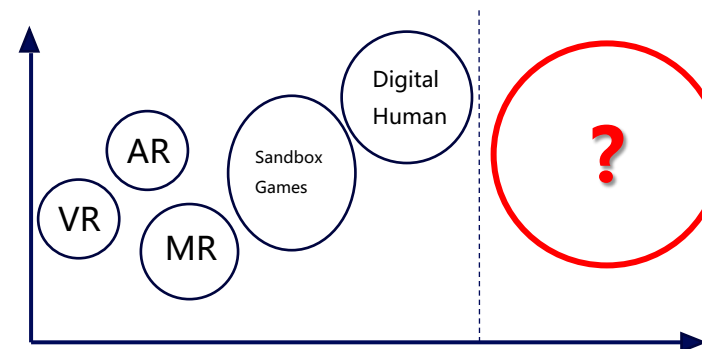 VR
AR
MR
Sandbox
Games
Digital
Human
?